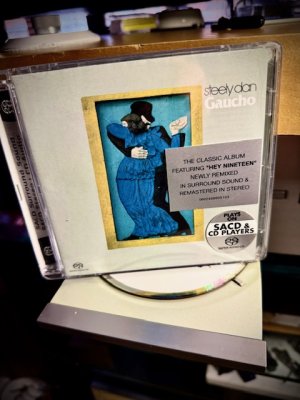 steely dan
Gaucho
THE CLASSIC ALBUM
FEATURING "HEY NINETEEN"
NEWLY REMIXED
IN SURROUND SOUND &
REMASTERED IN STEREO
PLAYS
ON
SACD &
CD PLAYERS